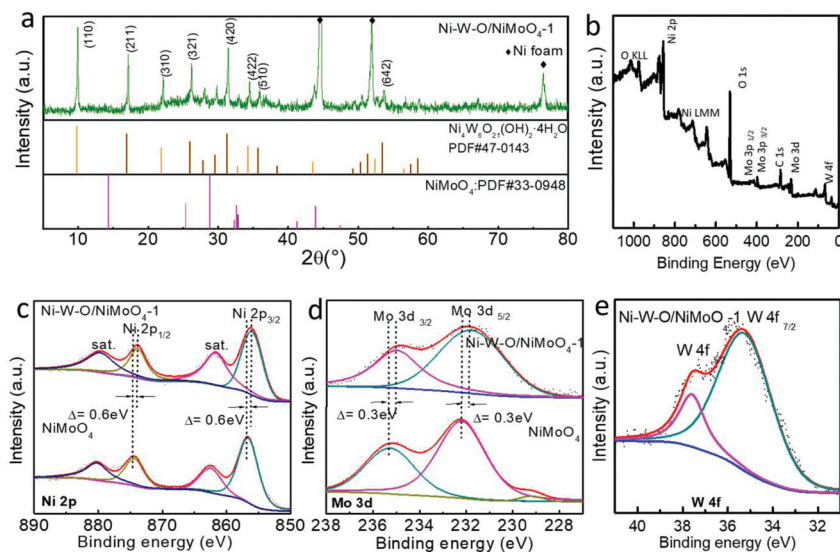 a
Ni-W-O/NiMoO4-1
◆Ni foam
(110)
(211)
(310)
(321)
(420)
(422)
(510)
(642)
Ni4W6O21(OH)2·4H2O
PDF#47-0143
NiMoO4:PDF#33-0948
Intensity (a.u.)
10 20 30 40 50 60 70 80
2θ(°)
b
O KLL
Ni 2p
Ni LMM
O 1s
Mo 3p1/2
Mo 3p3/2
C 1s
Mo 3d
W 4f
Intensity (a.u.)
1000 800 600 400 200 0
Binding Energy (eV)
c
Ni-W-O/NiMoO4-1
Ni 2p3/2
Ni 2p1/2
sat.
sat.
Δ= 0.6eV
Δ= 0.6eV
NiMoO4
Ni 2p
Intensity (a.u.)
890 880 870 860 850
Binding energy (eV)
d
Mo 3d3/2
Mo 3d5/2
Ni-W-O/NiMoO4-1
Δ= 0.3eV
Δ= 0.3eV
NiMoO4
Mo 3d
Intensity (a.u.)
238 236 234 232 230 228
Binding energy (eV)
e
Ni-W-O/NiMoO4-1 W 4f7/2
W 4f
W 4f
Intensity (a.u.)
40 38 36 34 32
Binding energy (eV)